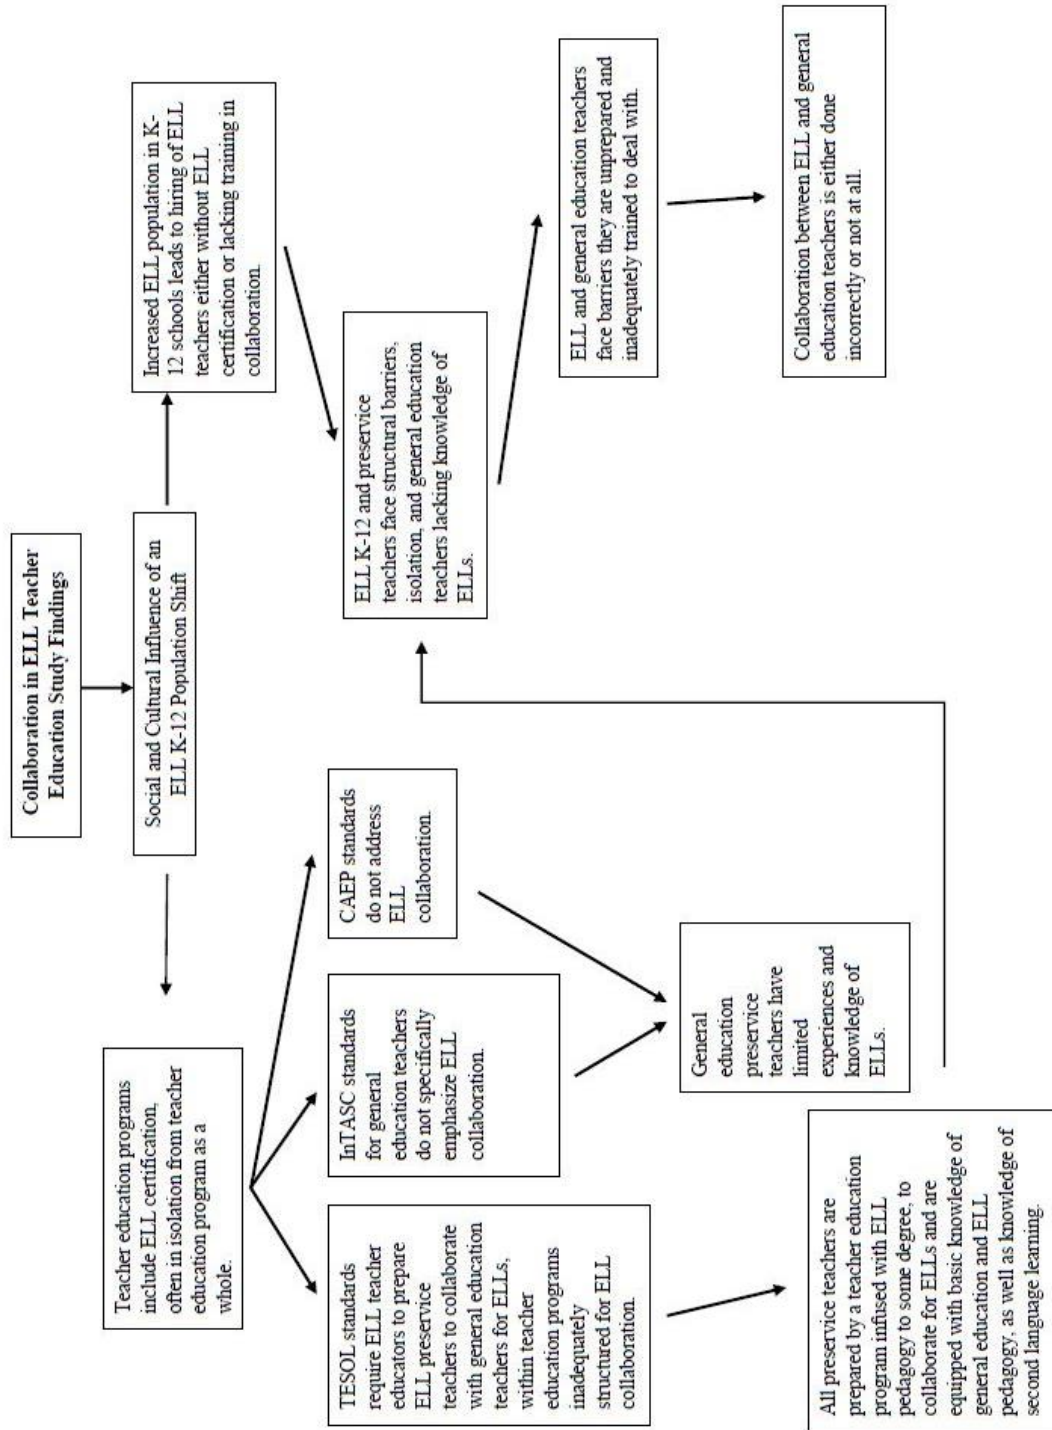 Collaboration in ELL Teacher
Education Study Findings
Social and Cultural Influence of an
ELL K-12 Population Shift
Teacher education programs
include ELL certification,
often in isolation from teacher
education program as a
whole.
Increased ELL population in K-
12 schools leads to hiring of ELL
teachers either without ELL
certification or lacking training in
collaboration.
TESOL standards
require ELL teacher
educators to prepare
ELL preservice
teachers to collaborate
with general education
teachers for ELLs,
within teacher
education programs
inadequately
structured for ELL
collaboration.
InTASC standards
for general
education teachers
do not specifically
emphasize ELL
collaboration.
CAEP standards
do not address
ELL
collaboration.
ELL K-12 and preservice
teachers face structural barriers,
isolation, and general education
teachers lacking knowledge of
ELLs.
General
education
preservice
teachers have
limited
experiences and
knowledge of
ELLs.
ELL and general education teachers
face barriers they are unprepared and
inadequately trained to deal with.
All preservice teachers are
prepared by a teacher education
program infused with ELL
pedagogy to some degree, to
collaborate for ELLs and are
equipped with basic knowledge of
general education and ELL
pedagogy, as well as knowledge of
second language learning.
Collaboration between ELL and general
education teachers is either done
incorrectly or not at all.